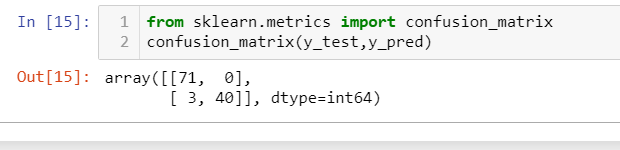 In [15]: 1 from sklearn.metrics import confusion_matrix
2 confusion_matrix(y_test,y_pred)
Out[15]: array([[71,  0],
       [ 3, 40]], dtype=int64)